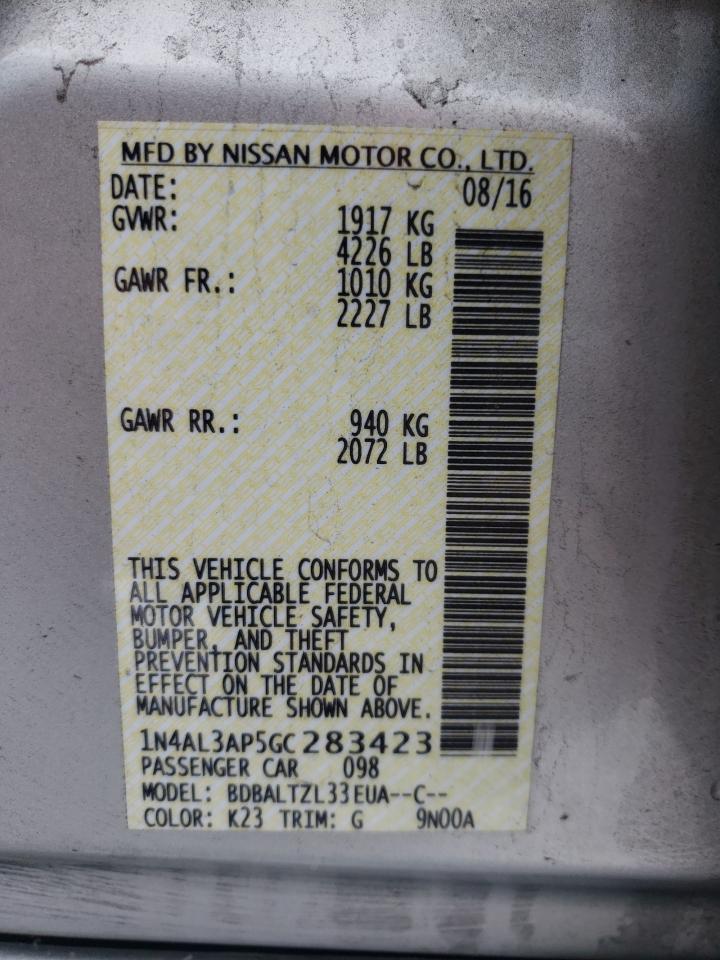 MFD BY NISSAN MOTOR CO., LTD.
DATE: 08/16
GVWR: 1917 KG
4226 LB
GAWR FR.: 1010 KG
2227 LB
GAWR RR.: 940 KG
2072 LB
THIS VEHICLE CONFORMS TO
ALL APPLICABLE FEDERAL
MOTOR VEHICLE SAFETY,
BUMPER, AND THEFT
PREVENTION STANDARDS IN
EFFECT ON THE DATE OF
MANUFACTURE SHOWN ABOVE.
1N4AL3AP5GC283423
PASSENGER CAR 098
MODEL: BDBALTZL33EUA--C--
COLOR: K23 TRIM: G 9N00A